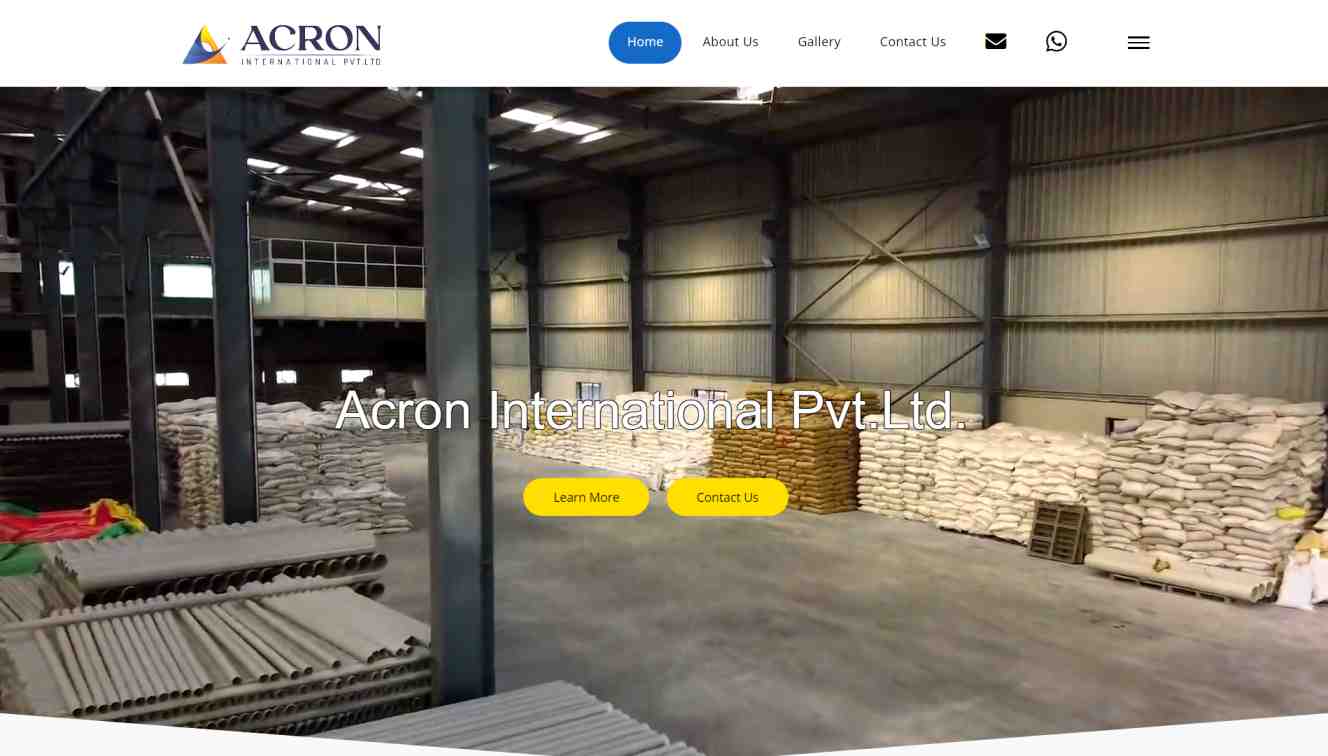 ACRON
INTERNATIONAL PVT.LTD
Home
About Us
Gallery
Contact Us
Acron International Pvt.Ltd.
Learn More
Contact Us